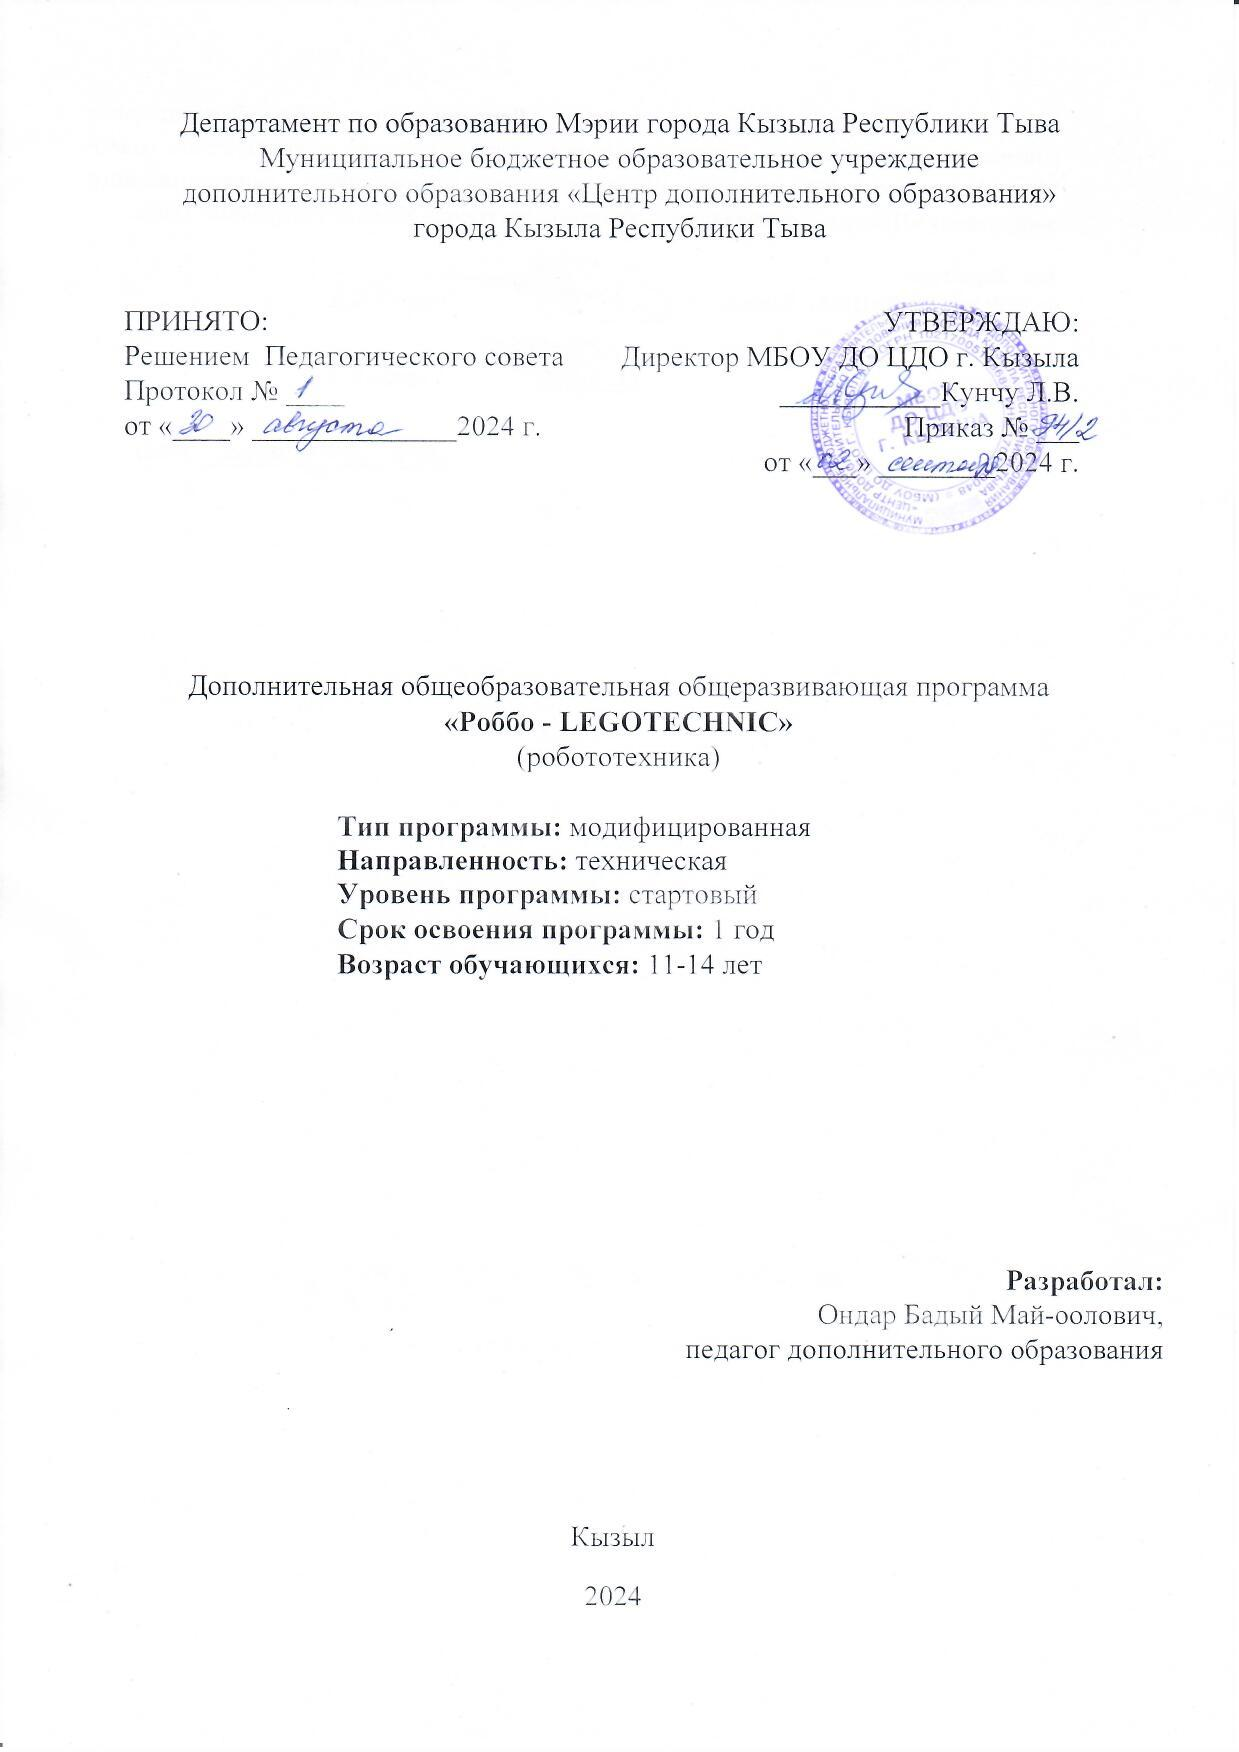 Департамент по образованию Мэрии города Кызыла Республики Тыва
Муниципальное бюджетное образовательное учреждение
дополнительного образования «Центр дополнительного образования»
города Кызыла Республики Тыва
ПРИНЯТО:
Решением Педагогического совета
Протокол № 1
от «30» августа 2024 г.
УТВЕРЖДАЮ:
Директор МБОУ ДО ЦДО г. Кызыла
Кунчу Л.В.
Приказ № 94/2
от «02» сентября 2024 г.
МБОУ
ДО ЦДО
Г. КЫЗЫЛА
Дополнительная общеобразовательная общеразвивающая программа
«Роббо - LEGOTECHNIC»
(робототехника)
Тип программы: модифицированная
Направленность: техническая
Уровень программы: стартовый
Срок освоения программы: 1 год
Возраст обучающихся: 11-14 лет
Разработал:
Ондар Бадый Май-оолович,
педагог дополнительного образования
Кызыл
2024